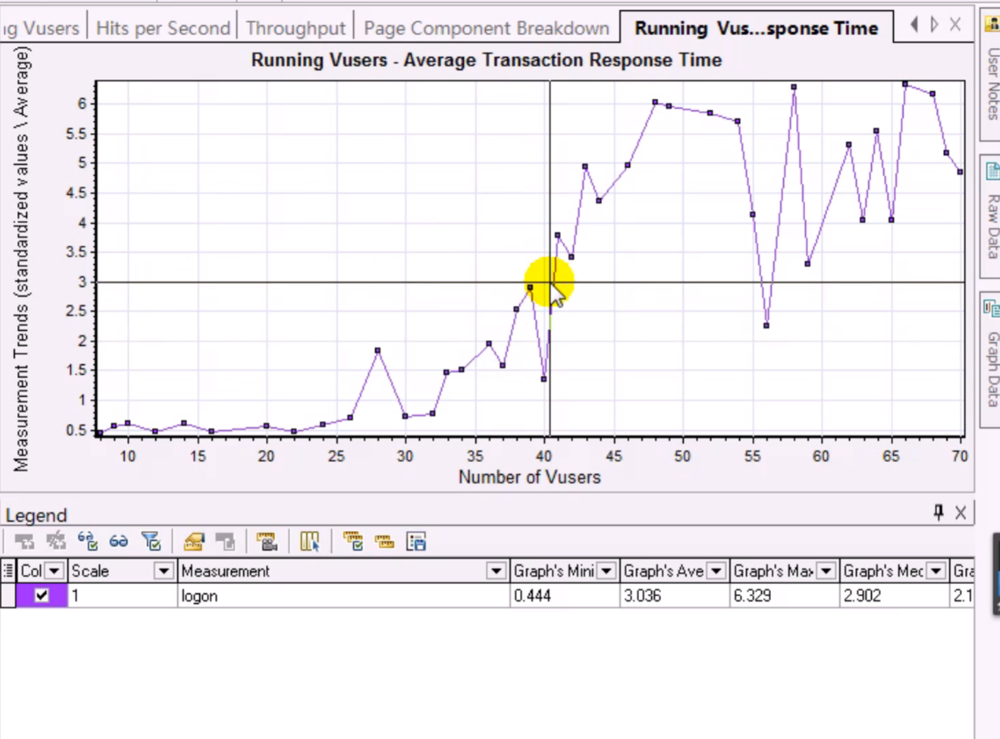 ng Vusers
Hits per Second
Throughput
Page Component Breakdown
Running Vus...sponse Time
Running Vusers - Average Transaction Response Time
Measurement Trends (standardized values \ Average)
6
5.5
5
4.5
4
3.5
3
2.5
2
1.5
1
0.5
10 15 20 25 30 35 40 45 50 55 60 65 70
Number of Vusers
User Notes
Raw Data
Graph Data
Legend
Col Scale Measurement Graph's Mini Graph's Ave Graph's Max Graph's Med Gra
1 logon 0.444 3.036 6.329 2.902 2.1